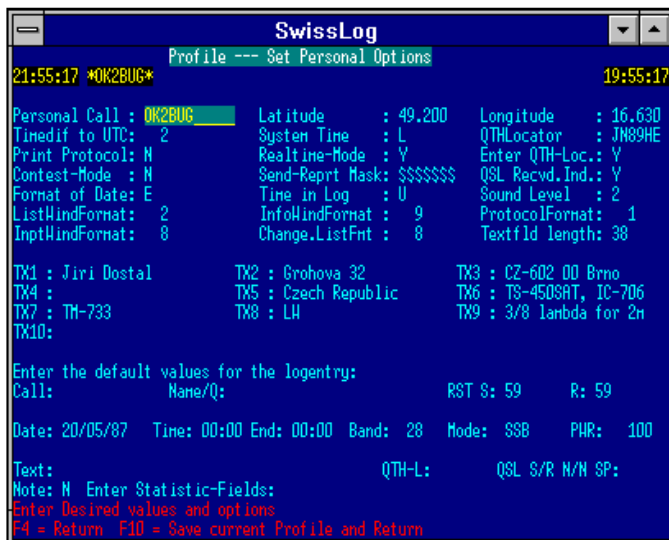 SwissLog
Profile --- Set Personal Options
21:55:17 *OK2BUG* 19:55:17
Personal Call : OK2BUG____ Latitude : 49.200 Longitude : 16.630
Timedif to UTC: 2 System Time : L QTHLocator : JN89HE
Print Protocol: N Realtime-Mode : Y Enter QTH-Loc.: Y
Contest-Mode : N Send-Reprt Mask: $$$$$$$ QSL Recvd.Ind.: Y
Format of Date: E Time in Log : U Sound Level : 2
ListWindFormat: 2 InfoWindFormat : 9 ProtocolFormat: 1
InptWindFormat: 8 Change.ListFmt : 8 Textfld length: 38
TX1 : Jiri Dostal TX2 : Grohova 32 TX3 : CZ-602 00 Brno
TX4 : TX5 : Czech Republic TX6 : TS-450SAT, IC-706
TX7 : TM-733 TX8 : LW TX9 : 3/8 lambda for 2m
TX10:
Enter the default values for the logentry:
Call: Name/Q: RST S: 59 R: 59
Date: 20/05/87 Time: 00:00 End: 00:00 Band: 28 Mode: SSB PWR: 100
Text: QTH-L: QSL S/R N/N SP:
Note: N Enter Statistic-Fields:
Enter Desired values and options
F4 = Return F10 = Save current Profile and Return